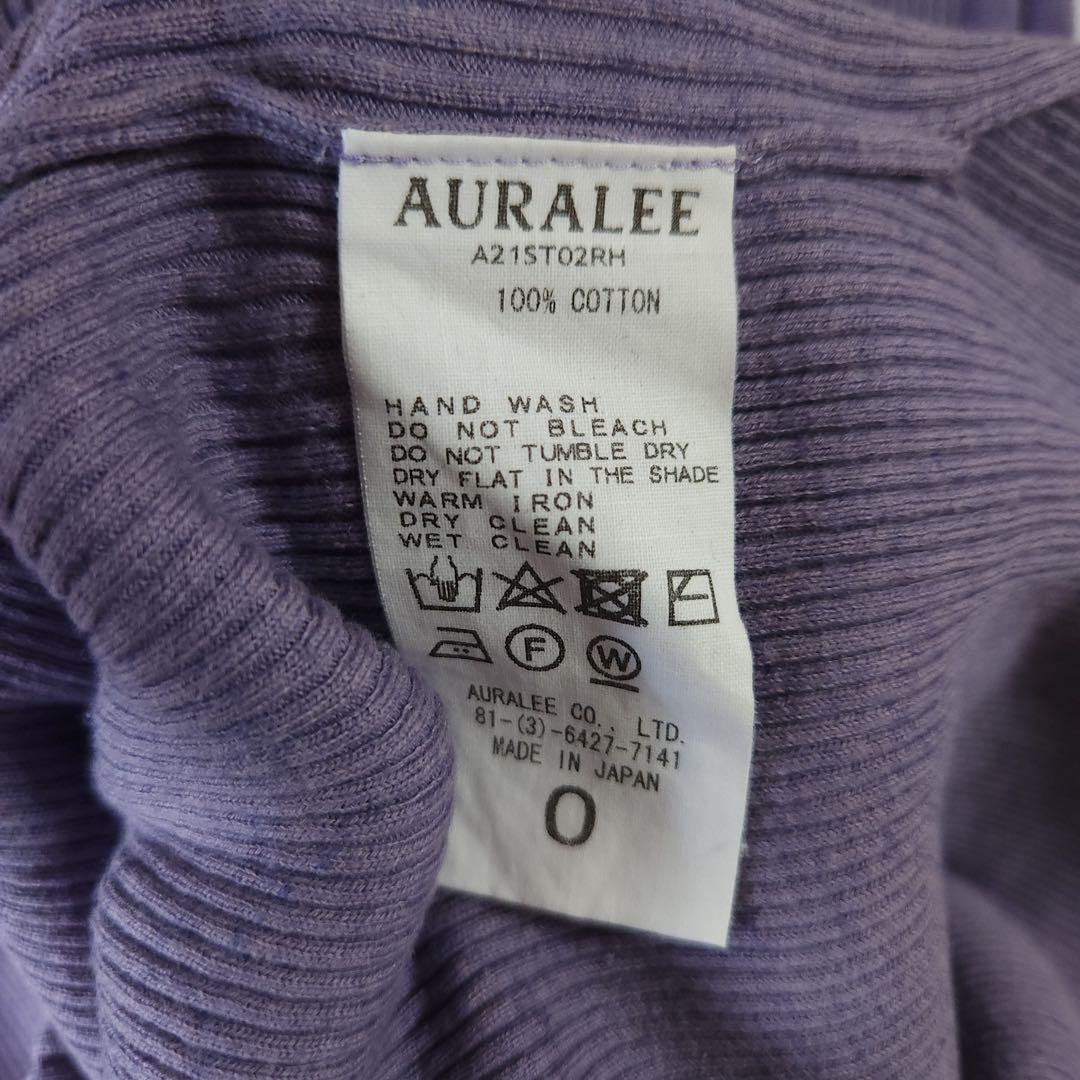 AURALEE
A21ST02RH
100% COTTON
HAND WASH
DO NOT BLEACH
DO NOT TUMBLE DRY
DRY FLAT IN THE SHADE
WARM IRON
DRY CLEAN
WET CLEAN
F W
AURALEE CO., LTD.
81-(3)-6427-7141
MADE IN JAPAN
0